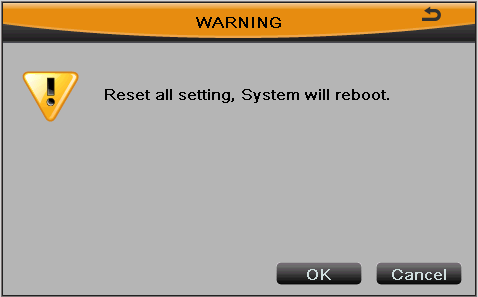 WARNING
Reset all setting, System will reboot.
OK
Cancel